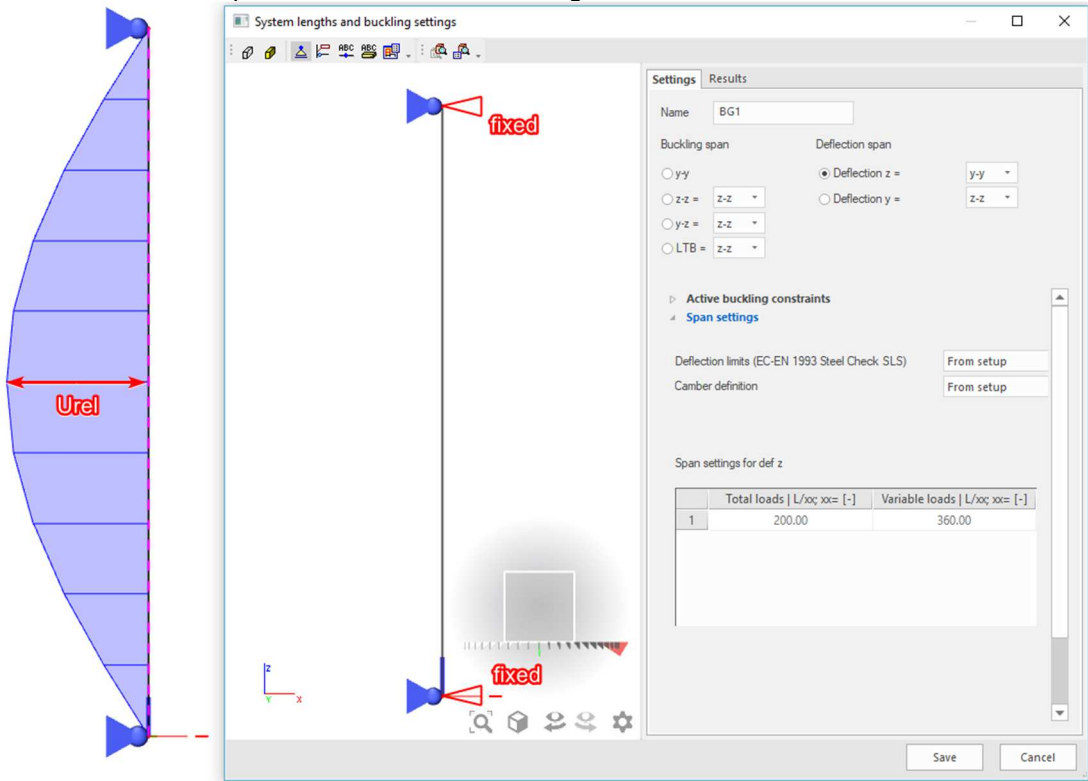 Urel
System lengths and buckling settings
ABC ABC
fixed
fixed
z
Y X
Settings Results
Name BG1
Buckling span Deflection span
y-y Deflection z = y-y
z-z = z-z Deflection y = z-z
y-z = z-z
LTB = z-z
Active buckling constraints
Span settings
Deflection limits (EC-EN 1993 Steel Check SLS) From setup
Camber definition From setup
Span settings for def z
Total loads | L/xx; xx= [-] Variable loads | L/xx; xx= [-]
1 200.00 360.00
Save Cancel